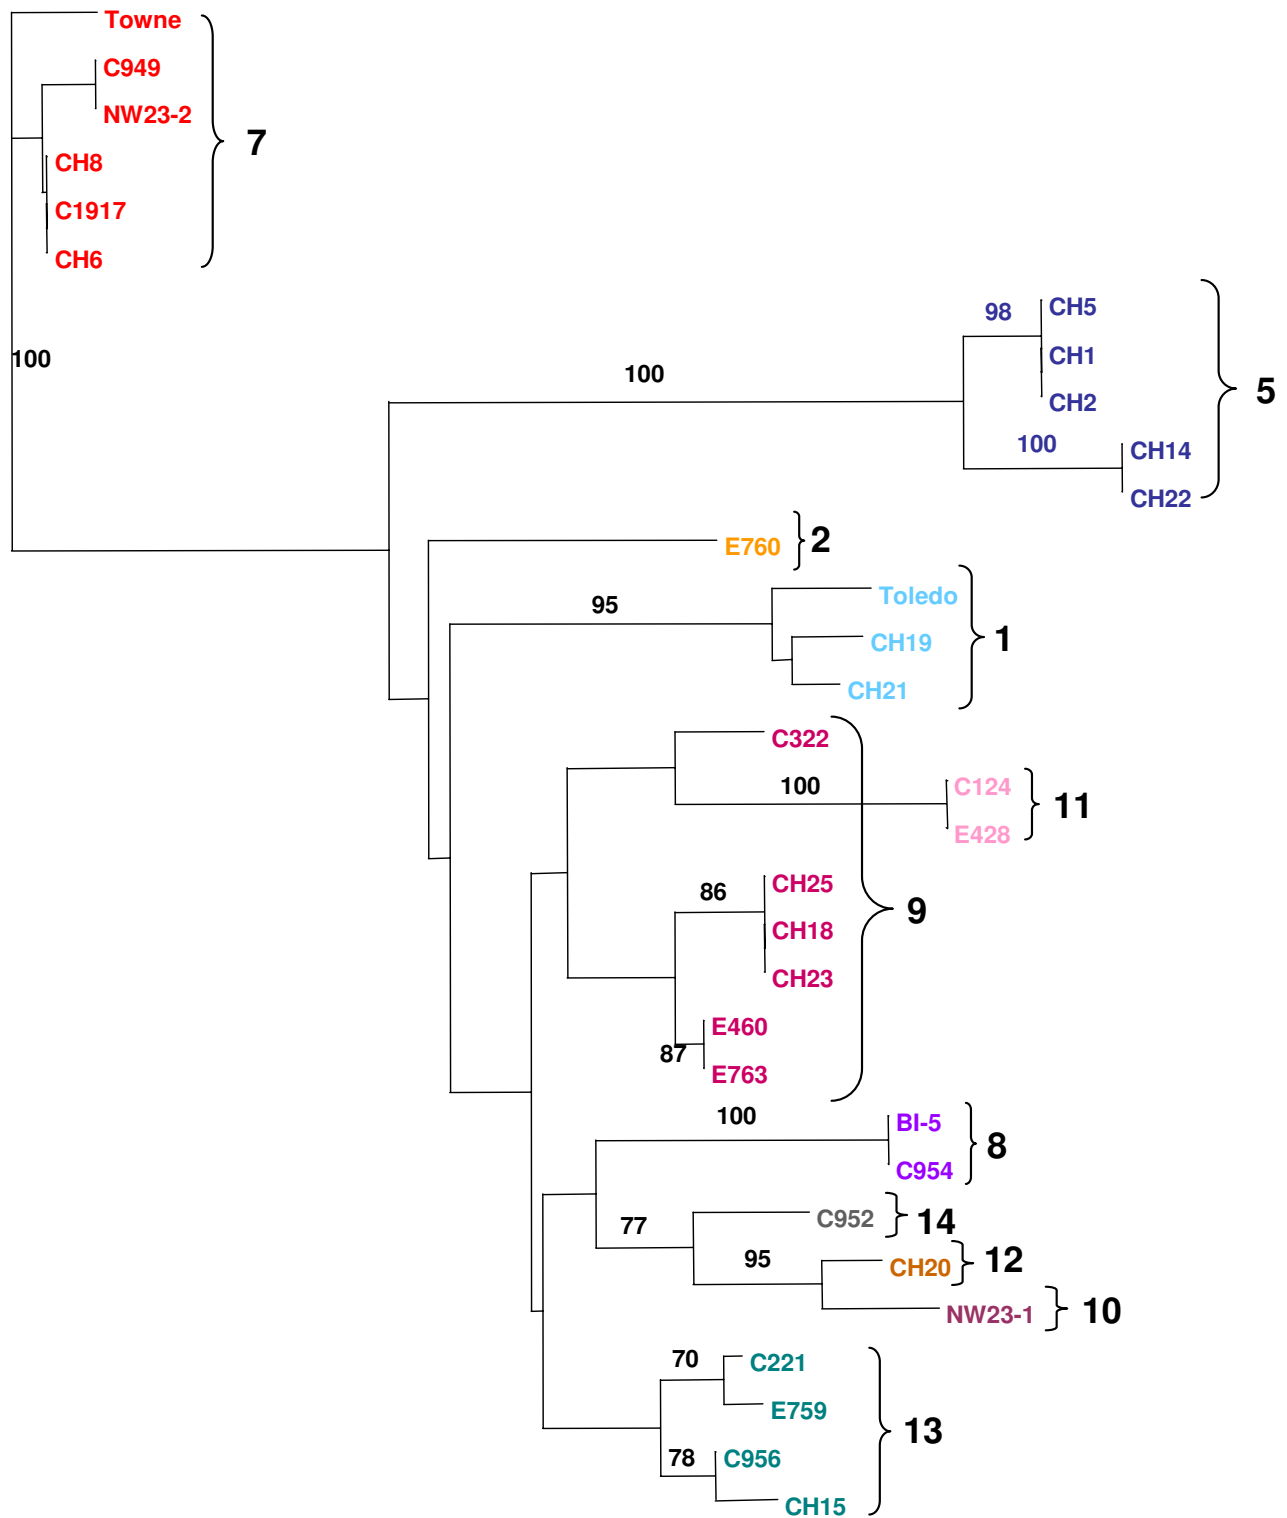 Towne
C949
NW23-2
7
CH8
C1917
CH6
98
CH5
100
CH1
100
5
CH2
100
CH14
CH22
E760
2
95
Toledo
CH19
1
CH21
C322
100
C124
11
E428
86
CH25
9
CH18
CH23
E460
87
E763
100
BI-5
8
C954
77
C952
14
95
CH20
12
NW23-1
10
70
C221
E759
13
78
C956
CH15